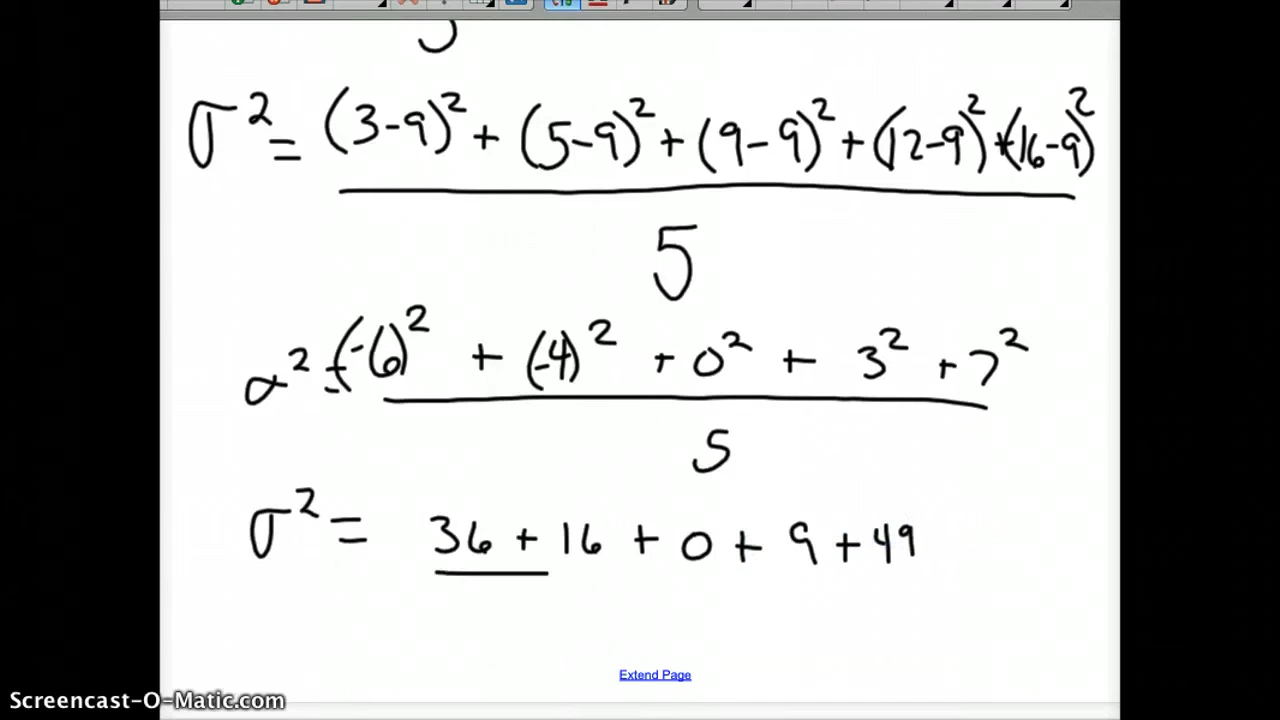 σ² = (3-9)² + (5-9)² + (9-9)² + (12-9)² + (16-9)²
5
σ² = (-6)² + (-4)² + 0² + 3² + 7²
5
σ² = 36 + 16 + 0 + 9 + 49
Extend Page
Screencast-O-Matic.com